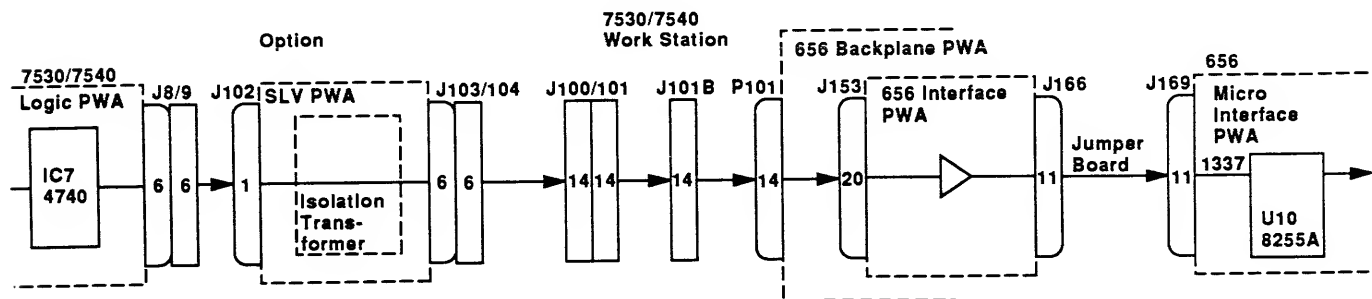 7530/7540
Work Station
Option
656 Backplane PWA
7530/7540
Logic PWA
J8/9
J102
SLV PWA
J103/104
J100/101
J101B
P101
J153
656 Interface
PWA
J166
J169
656
Micro
Interface
PWA
Jumper
Board
IC7
4740
6
6
1
6
6
14
14
14
14
20
11
11
1337
Isolation
Trans-
former
U10
8255A